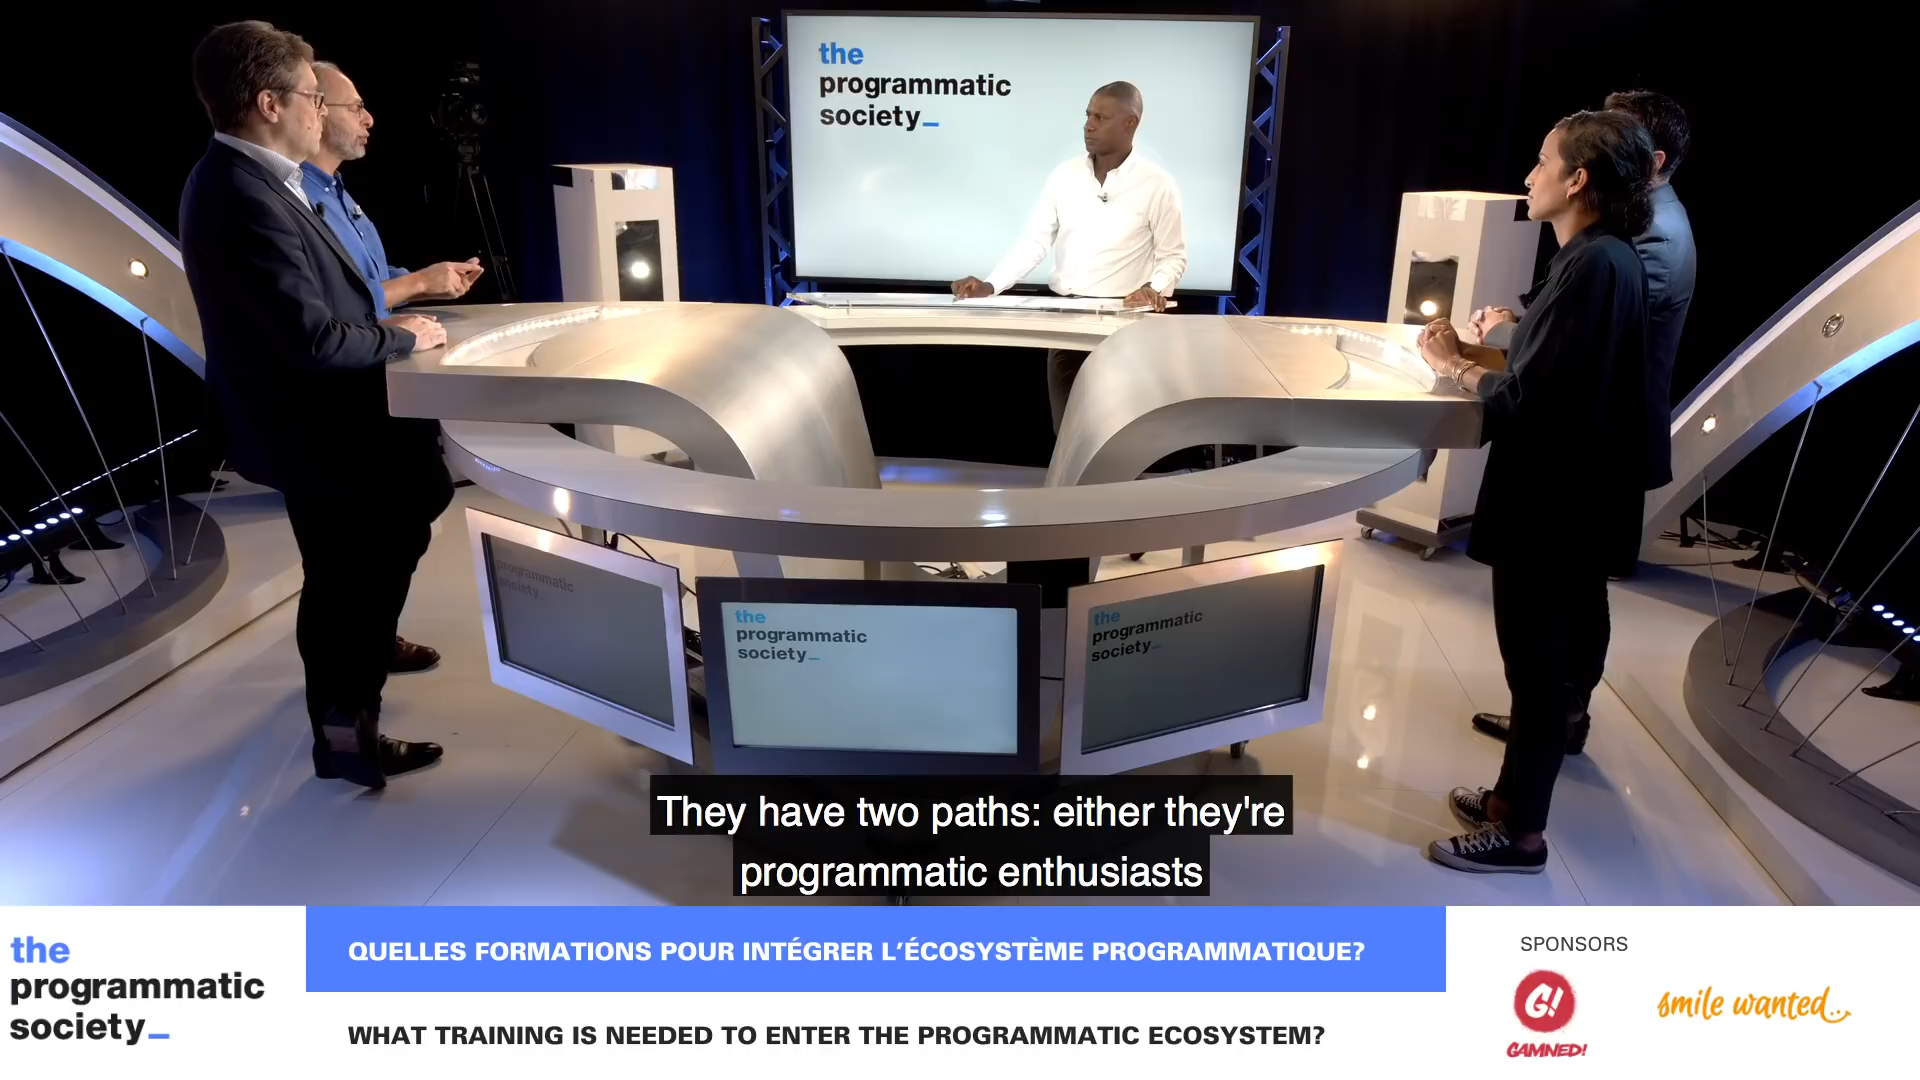 the
programmatic
society_
programmatic
society
the
programmatic
society_
the
programmatic
society_
They have two paths: either they're
programmatic enthusiasts
the
programmatic
society_
QUELLES FORMATIONS POUR INTÉGRER L'ÉCOSYSTÈME PROGRAMMATIQUE?
WHAT TRAINING IS NEEDED TO ENTER THE PROGRAMMATIC ECOSYSTEM?
SPONSORS
G!
GAMNED!
smile wanted..